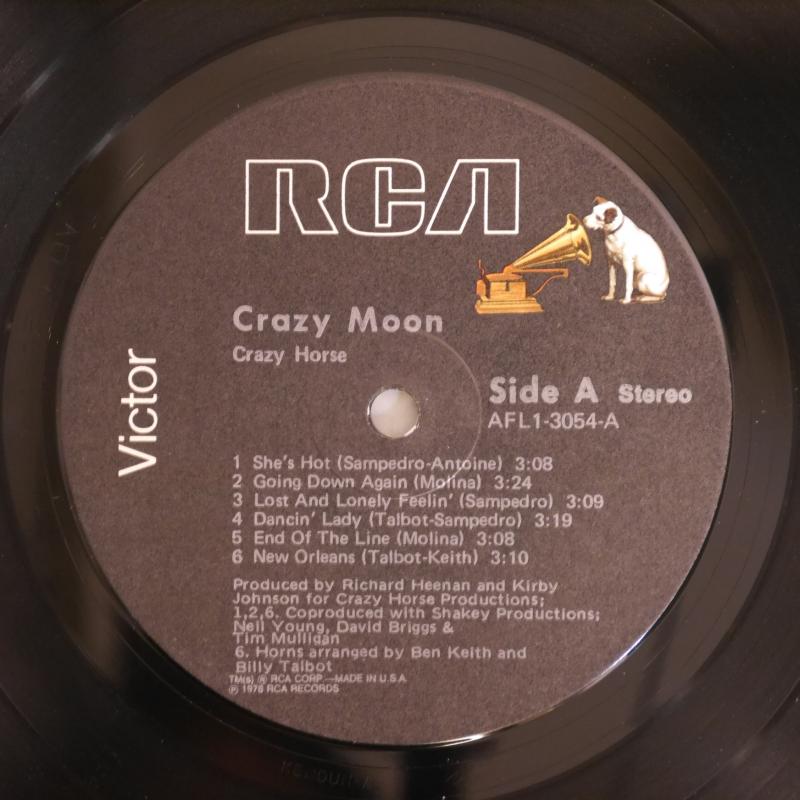 RCA
Crazy Moon
Crazy Horse
Victor
Side A Stereo
AFL1-3054-A
1 She's Hot (Sampedro-Antoine) 3:08
2 Going Down Again (Molina) 3:24
3 Lost And Lonely Feelin' (Sampedro) 3:09
4 Dancin' Lady (Talbot-Sampedro) 3:19
5 End Of The Line (Molina) 3:08
6 New Orleans (Talbot-Keith) 3:10
Produced by Richard Heenan and Kirby
Johnson for Crazy Horse Productions;
1,2,6. Coproduced with Shakey Productions;
Neil Young, David Briggs &
Tim Mulligan
6. Horns arranged by Ben Keith and
Billy Talbot
TM(s) ® RCA CORP.—MADE IN U.S.A.
℗ 1978 RCA RECORDS